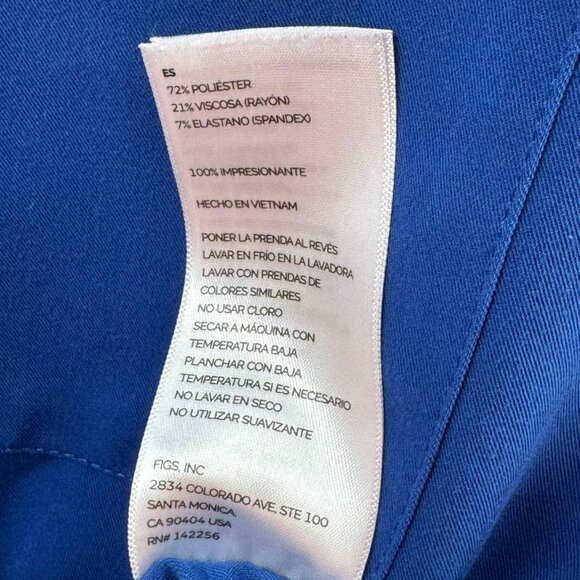 ES
72% POLIÉSTER
21% VISCOSA (RAYÓN)
7% ELASTANO (SPANDEX)
100% IMPRESIONANTE
HECHO EN VIETNAM
PONER LA PRENDA AL REVÉS
LAVAR EN FRÍO EN LA LAVADORA
LAVAR CON PRENDAS DE
COLORES SIMILARES
NO USAR CLORO
SECAR A MÁQUINA CON
TEMPERATURA BAJA
PLANCHAR CON BAJA
TEMPERATURA SI ES NECESARIO
NO LAVAR EN SECO
NO UTILIZAR SUAVIZANTE
FIGS, INC
2834 COLORADO AVE, STE 100
SANTA MONICA,
CA 90404 USA
RN# 142256